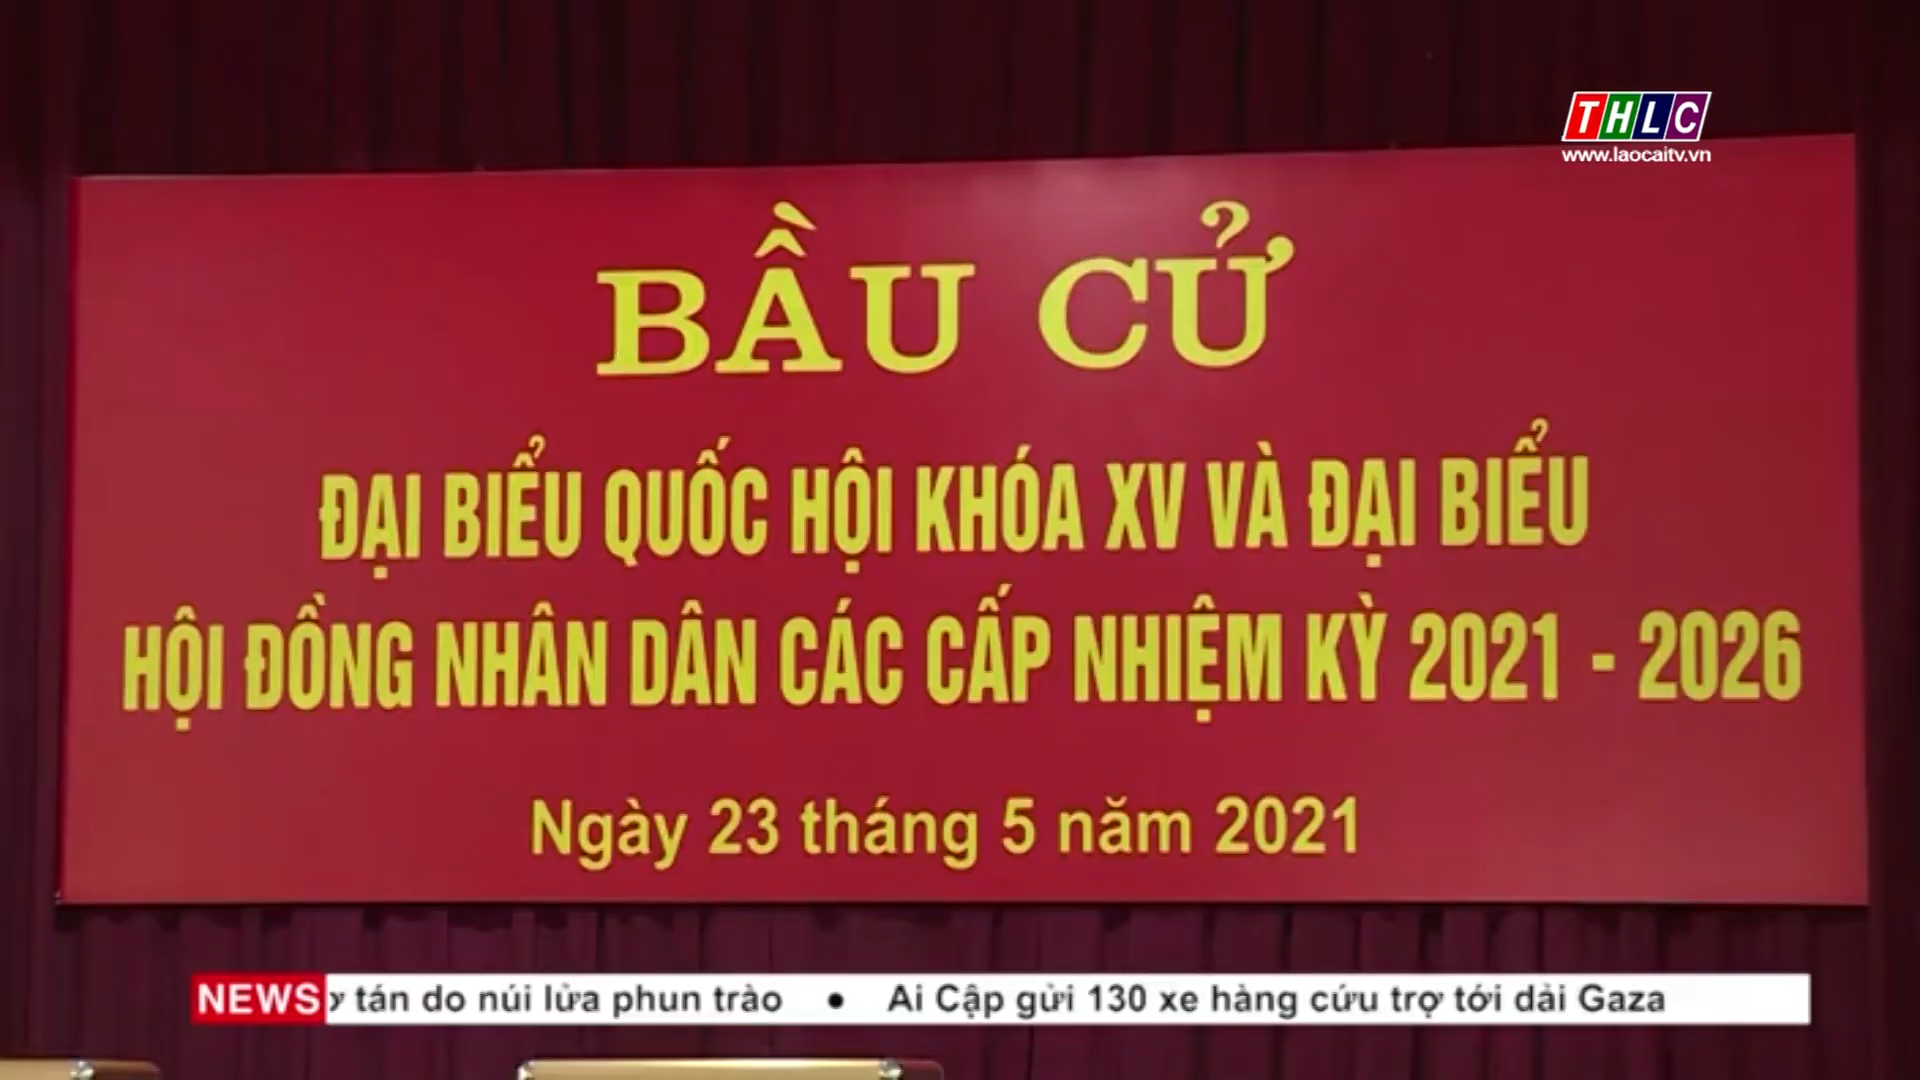 THLC
www.laocaitv.vn
BẦU CỬ
ĐẠI BIỂU QUỐC HỘI KHÓA XV VÀ ĐẠI BIỂU
HỘI ĐỒNG NHÂN DÂN CÁC CẤP NHIỆM KỲ 2021 - 2026
Ngày 23 tháng 5 năm 2021
NEWS tán do núi lửa phun trào • Ai Cập gửi 130 xe hàng cứu trợ tới dải Gaza